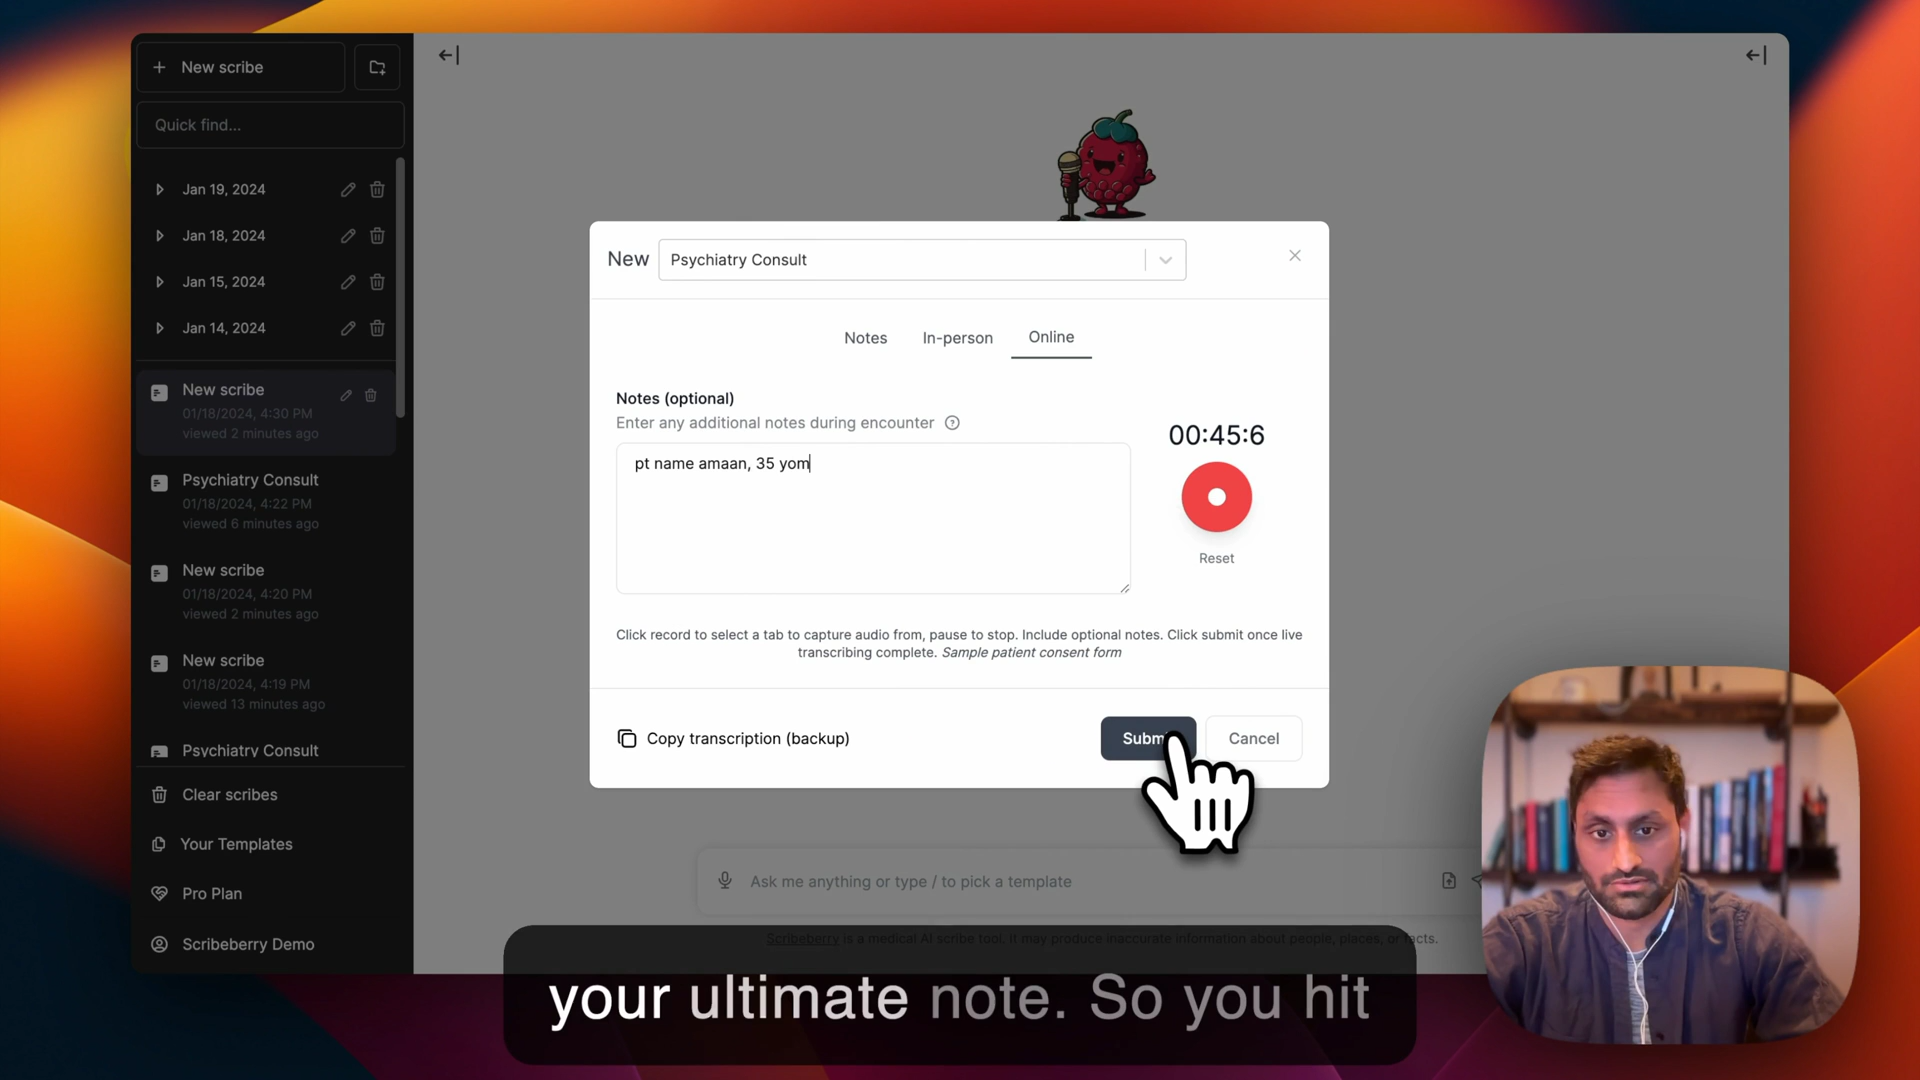 New scribe
Quick find...
Jan 19, 2024
Jan 18, 2024
Jan 15, 2024
Jan 14, 2024
New scribe
01/18/2024, 4:30 PM
viewed 2 minutes ago
Psychiatry Consult
01/18/2024, 4:22 PM
viewed 6 minutes ago
New scribe
01/18/2024, 4:20 PM
viewed 2 minutes ago
New scribe
01/18/2024, 4:19 PM
viewed 13 minutes ago
Psychiatry Consult
Clear scribes
Your Templates
Pro Plan
Scribeberry Demo
New Psychiatry Consult
Notes In-person Online
Notes (optional)
Enter any additional notes during encounter
pt name amaan, 35 yom
00:45:6
Reset
Click record to select a tab to capture audio from, pause to stop. Include optional notes. Click submit once live
transcribing complete. Sample patient consent form
Copy transcription (backup)
Subm
Cancel
Ask me anything or type / to pick a template
Scribeberry is a medical AI scribe tool. It may produce inaccurate information about people, places, or facts.
your ultimate note. So you hit